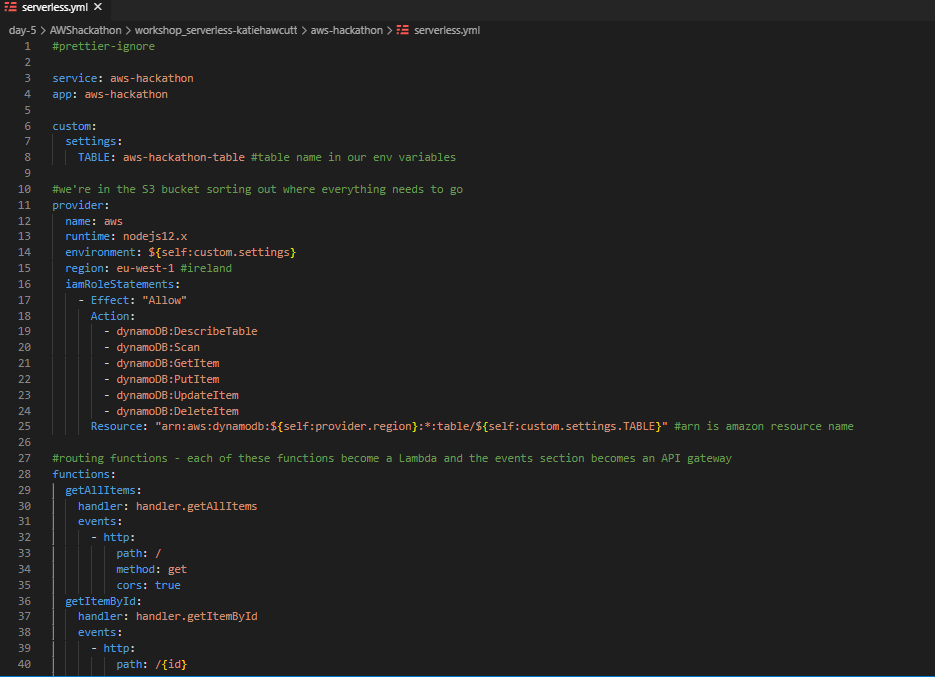 serverless.yml ×
day-5 > AWShackathon > workshop_serverless-katiehawcutt > aws-hackathon > serverless.yml
1 #prettier-ignore
2
3 service: aws-hackathon
4 app: aws-hackathon
5
6 custom:
7   settings:
8     TABLE: aws-hackathon-table #table name in our env variables
9
10 #we're in the S3 bucket sorting out where everything needs to go
11 provider:
12   name: aws
13   runtime: nodejs12.x
14   environment: ${self:custom.settings}
15   region: eu-west-1 #ireland
16   iamRoleStatements:
17     - Effect: "Allow"
18       Action:
19         - dynamoDB:DescribeTable
20         - dynamoDB:Scan
21         - dynamoDB:GetItem
22         - dynamoDB:PutItem
23         - dynamoDB:UpdateItem
24         - dynamoDB:DeleteItem
25       Resource: "arn:aws:dynamodb:${self:provider.region}:*:table/${self:custom.settings.TABLE}" #arn is amazon resource name
26
27 #routing functions - each of these functions become a Lambda and the events section becomes an API gateway
28 functions:
29   getAllItems:
30     handler: handler.getAllItems
31     events:
32       - http:
33           path: /
34           method: get
35           cors: true
36   getItemById:
37     handler: handler.getItemById
38     events:
39       - http:
40           path: /{id}